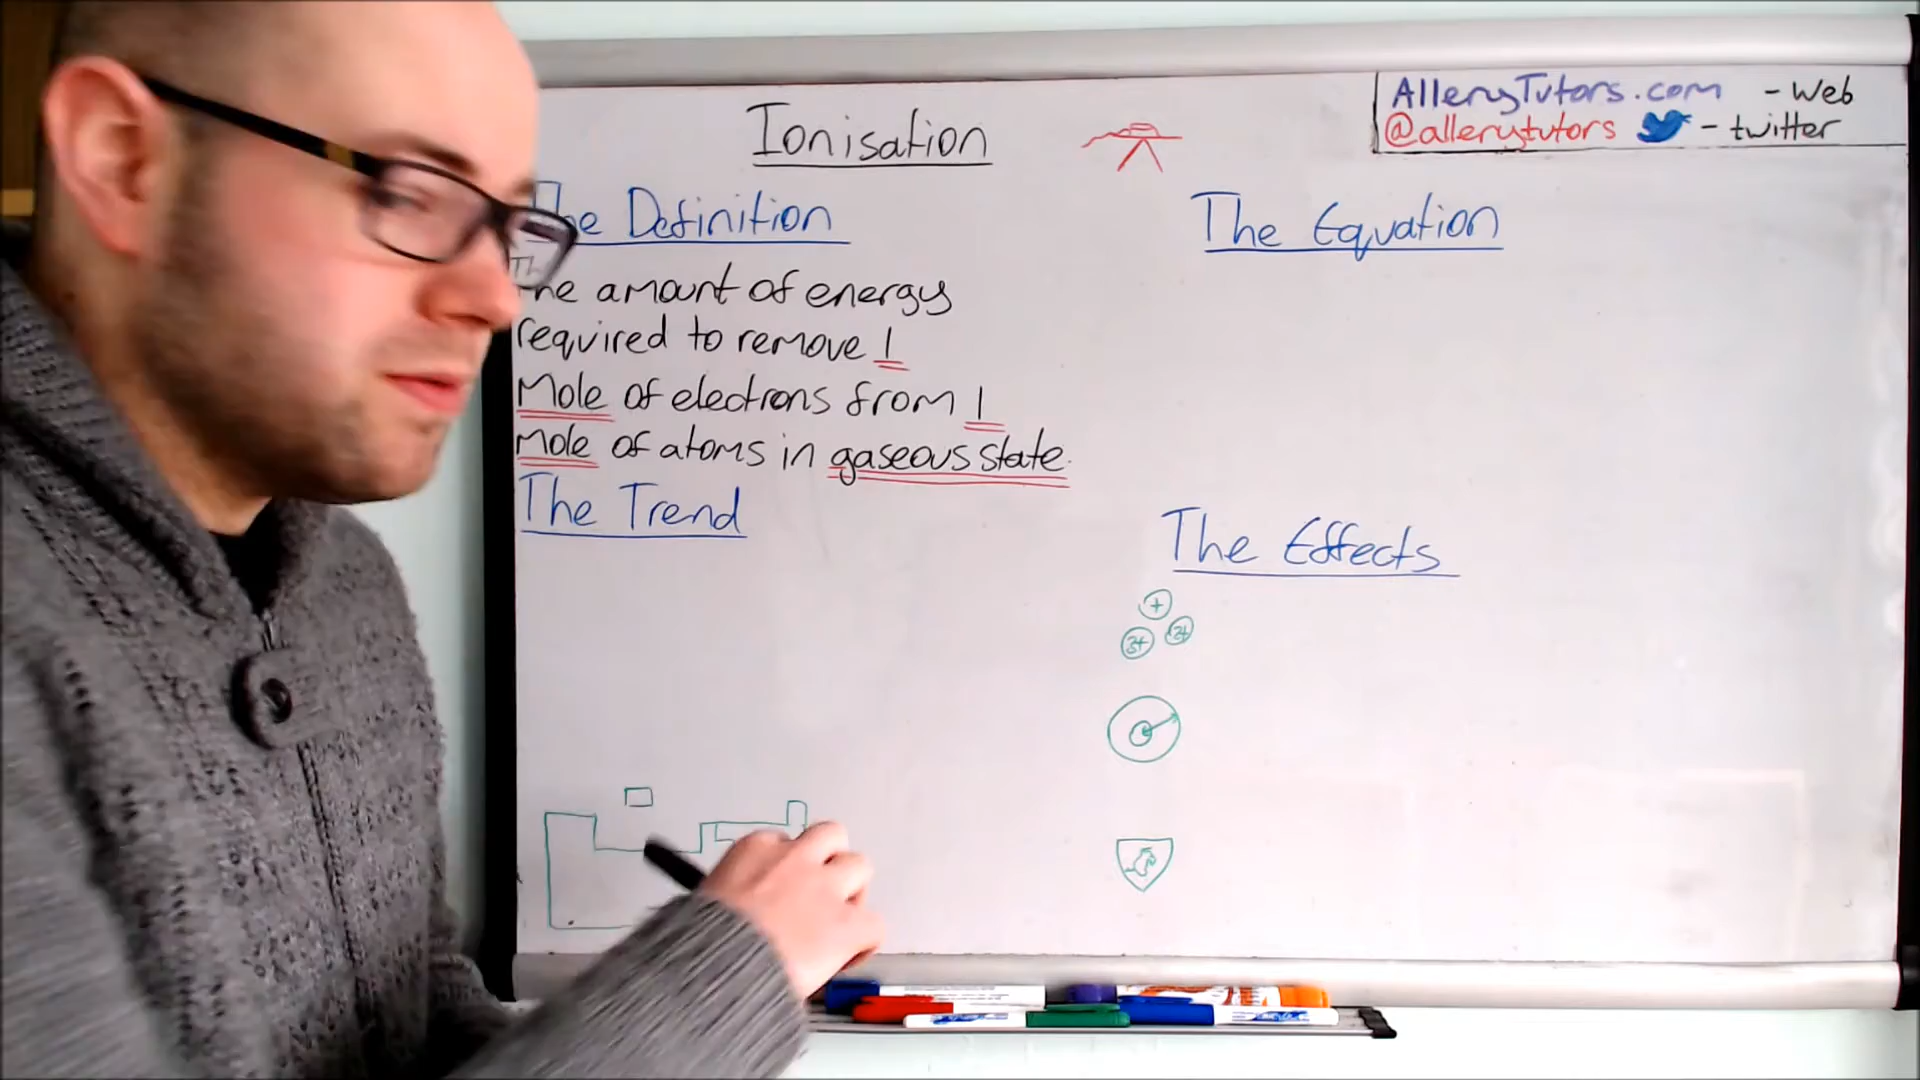 Ionisation
AlleryTutors.com - Web
@allerytutors - twitter
The Definition
The amount of energy
required to remove 1
Mole of electrons from 1
Mole of atoms in gaseous state.
The Trend
The Equation
The Effects
+
3+ 2+